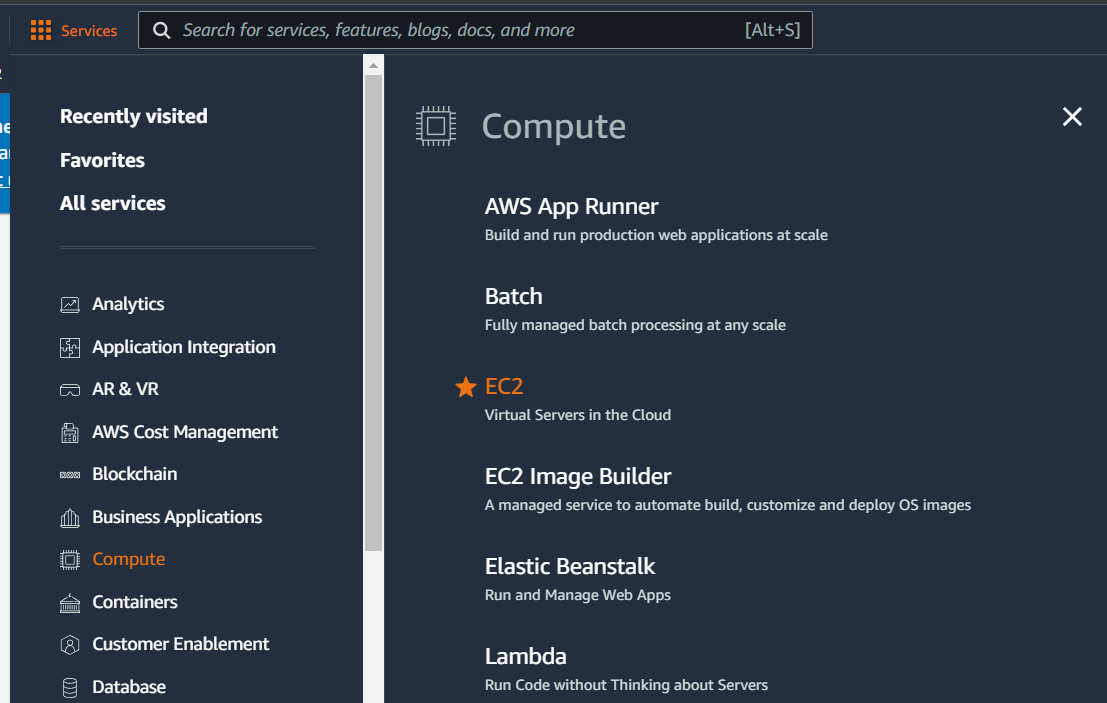 Services
Search for services, features, blogs, docs, and more [Alt+S]
Recently visited
Favorites
All services
Analytics
Application Integration
AR & VR
AWS Cost Management
Blockchain
Business Applications
Compute
Containers
Customer Enablement
Database
Compute
AWS App Runner
Build and run production web applications at scale
Batch
Fully managed batch processing at any scale
EC2
Virtual Servers in the Cloud
EC2 Image Builder
A managed service to automate build, customize and deploy OS images
Elastic Beanstalk
Run and Manage Web Apps
Lambda
Run Code without Thinking about Servers